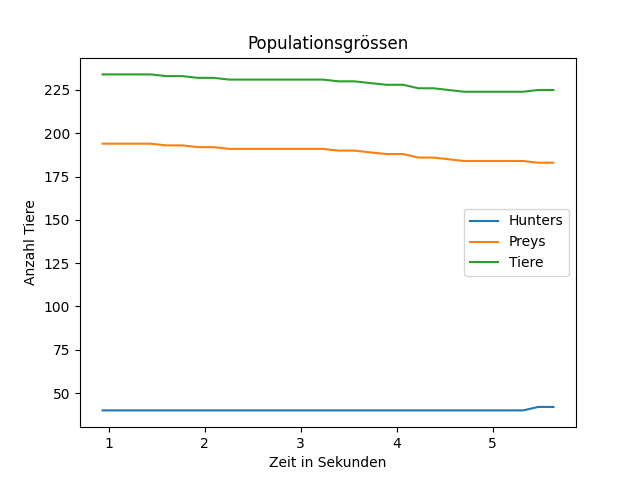 Populationsgrössen
Anzahl Tiere
225
200
175
150
125
100
75
50
Hunters
Preys
Tiere
1 2 3 4 5
Zeit in Sekunden